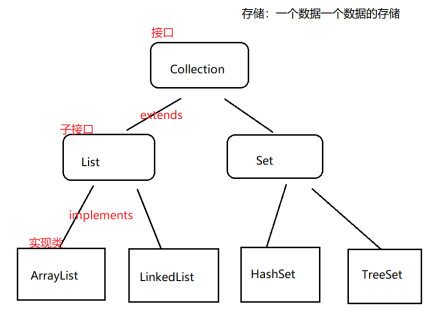 存储：一个数据一个数据的存储
接口
Collection
extends
子接口
List
Set
implements
实现类
ArrayList
LinkedList
HashSet
TreeSet